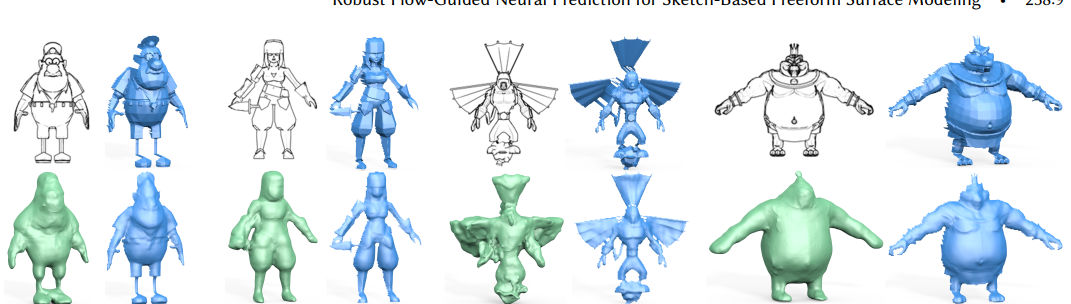 Robust Flow-Guided Neural Prediction for Sketch-Based Freeform Surface Modeling • 238:9